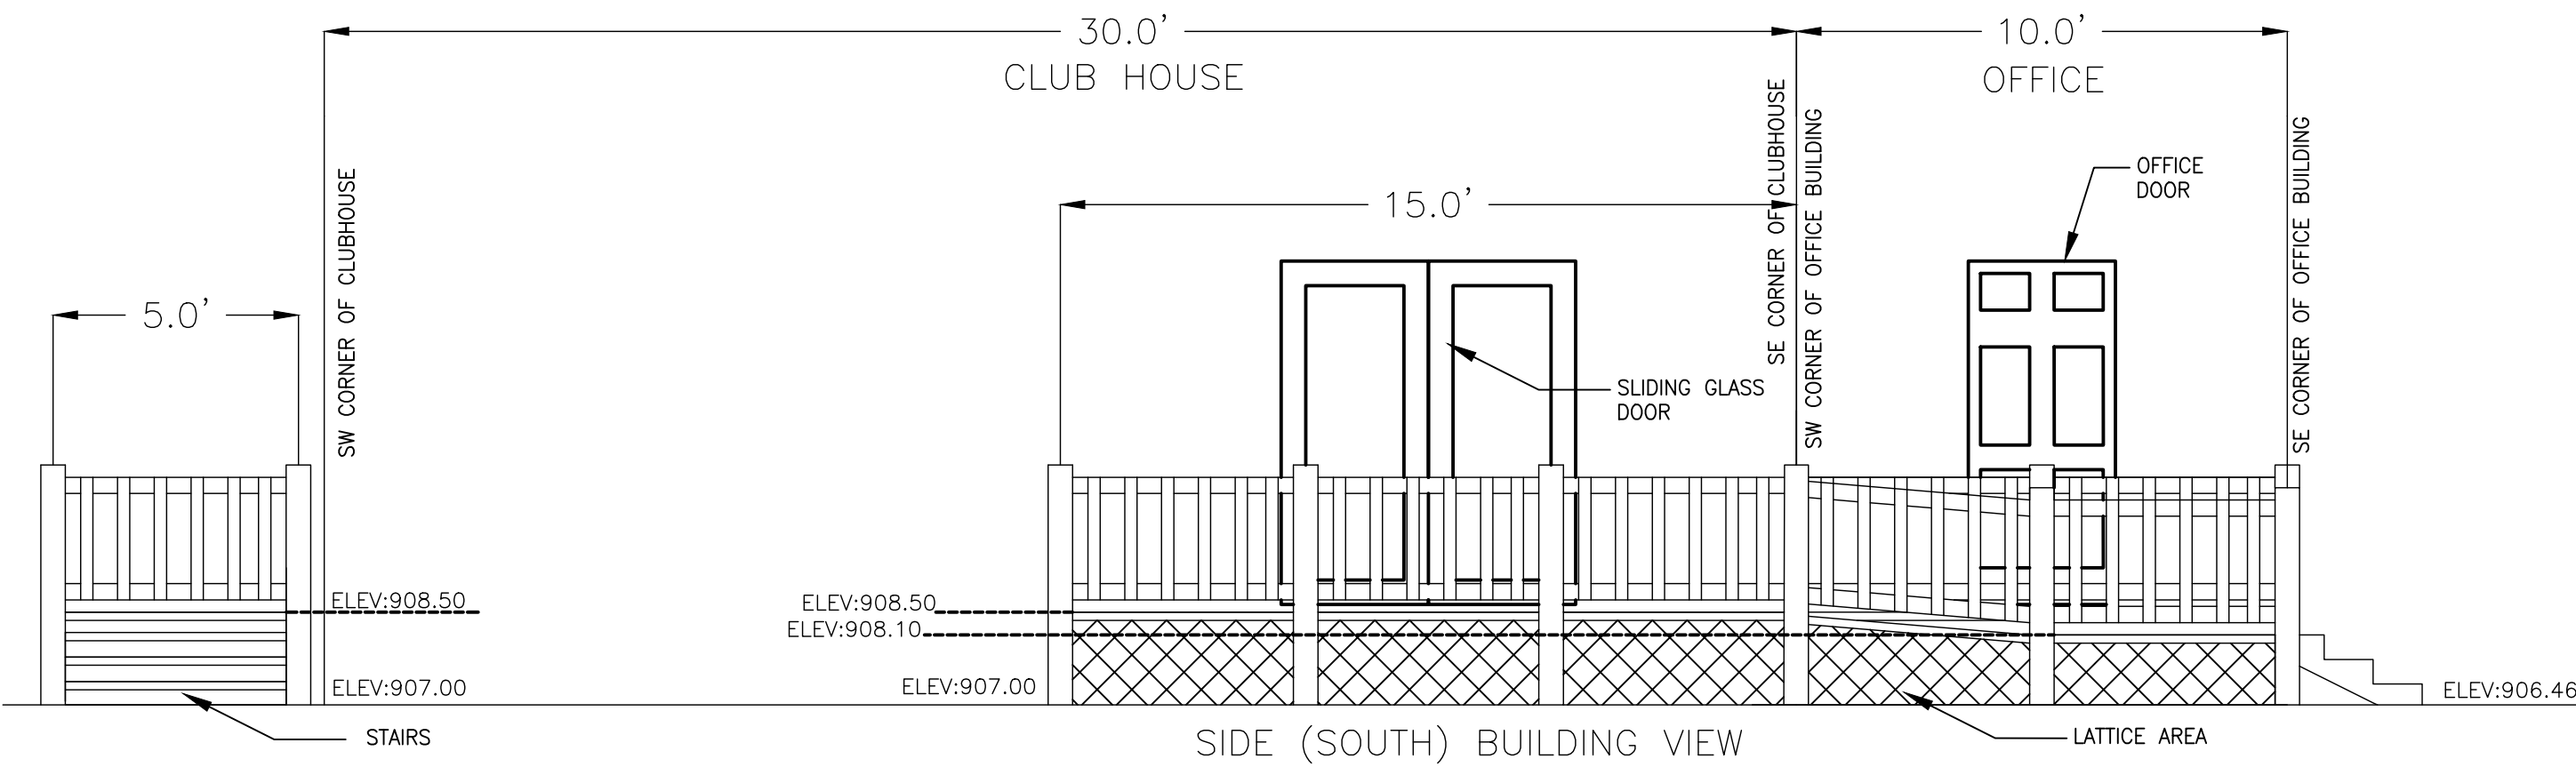 30.0'
CLUB HOUSE
10.0'
OFFICE
SW CORNER OF CLUBHOUSE
SE CORNER OF CLUBHOUSE
SW CORNER OF OFFICE BUILDING
SE CORNER OF OFFICE BUILDING
OFFICE
DOOR
15.0'
5.0'
SLIDING GLASS
DOOR
ELEV:908.50
ELEV:908.50
ELEV:908.10
ELEV:907.00
ELEV:907.00
ELEV:906.46
STAIRS
SIDE (SOUTH) BUILDING VIEW
LATTICE AREA